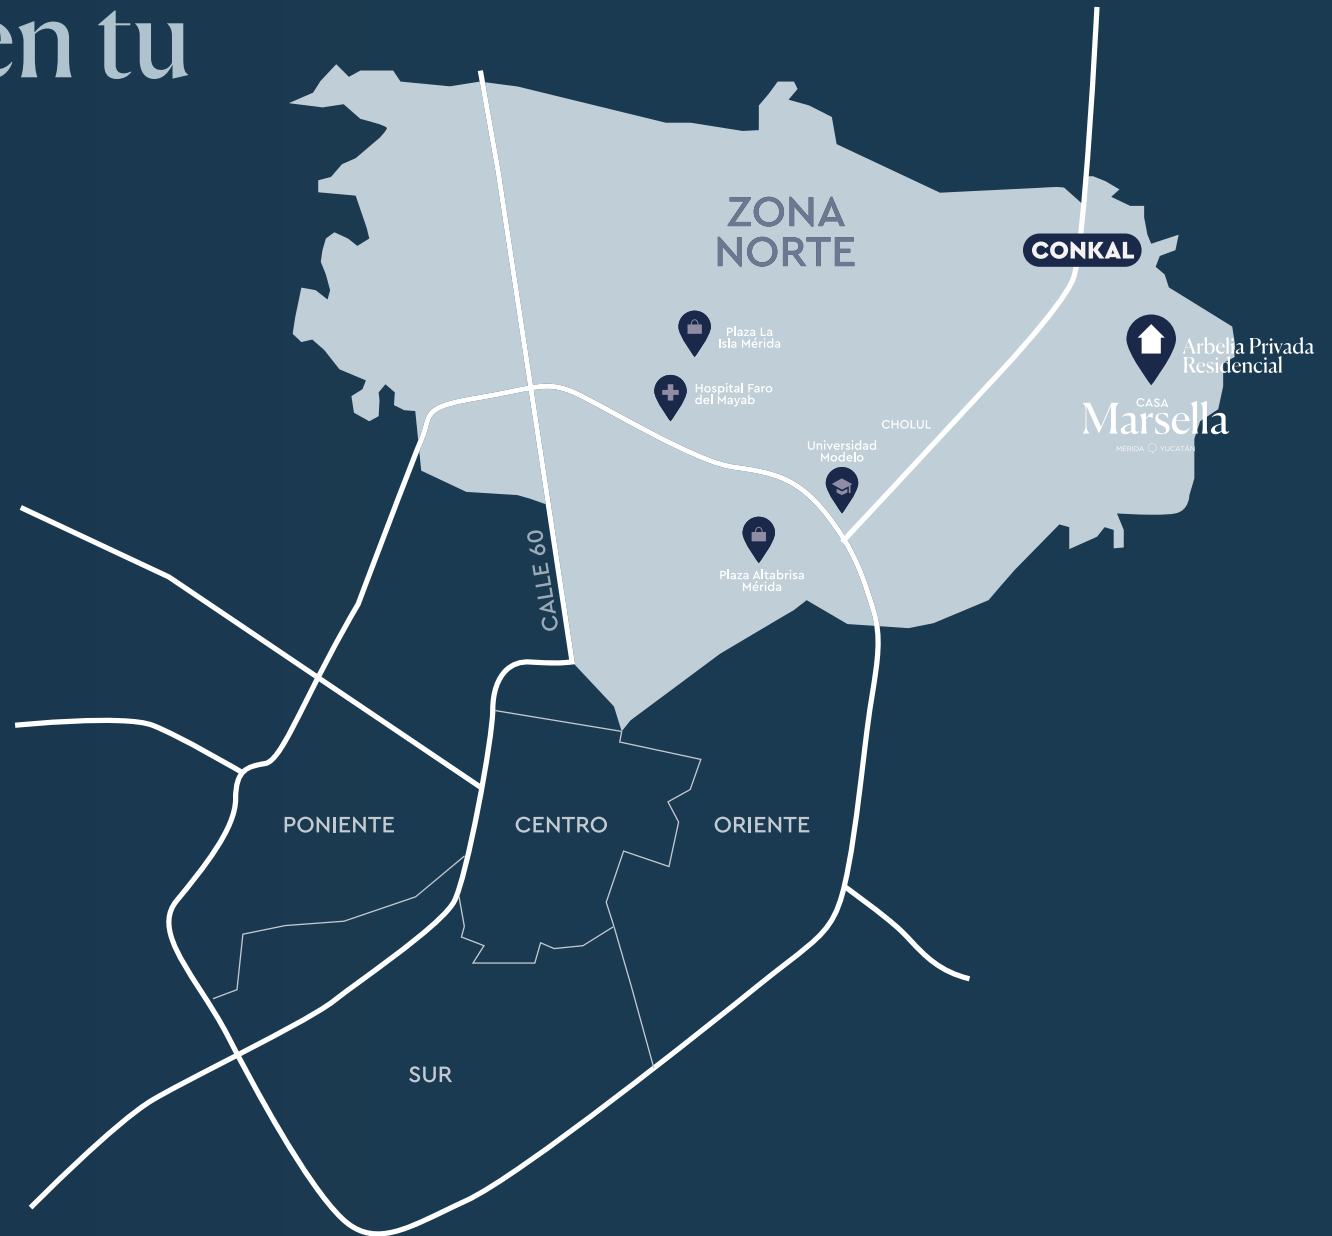 en tu
ZONA
NORTE
CONKAL
Plaza La
Isla Mérida
Arbelia Privada
Residencial
Hospital Faro
del Mayab
CASA
Marsella
MÉRIDA YUCATÁN
CHOLUL
Universidad
Modelo
CALLE 60
Plaza Altabrisa
Mérida
PONIENTE
CENTRO
ORIENTE
SUR